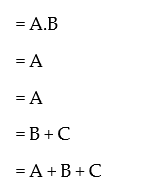 = A.B
= A
= A
= B + C
= A + B + C